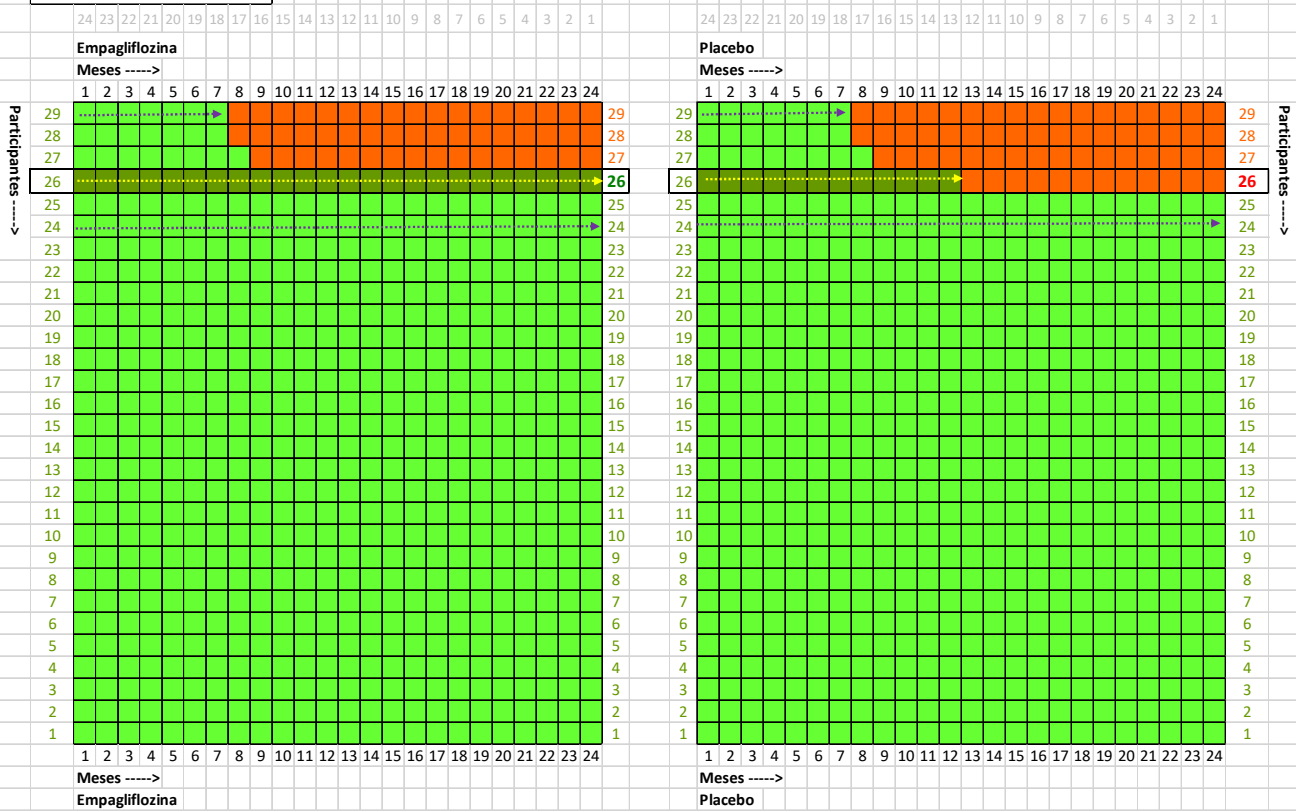 24 23 22 21 20 19 18 17 16 15 14 13 12 11 10 9 8 7 6 5 4 3 2 1 24 23 22 21 20 19 18 17 16 15 14 13 12 11 10 9 8 7 6 5 4 3 2 1
Empagliflozina Placebo
Meses -----> Meses ----->
1 2 3 4 5 6 7 8 9 10 11 12 13 14 15 16 17 18 19 20 21 22 23 24 1 2 3 4 5 6 7 8 9 10 11 12 13 14 15 16 17 18 19 20 21 22 23 24
Participantes ----->
29 29 29 29
28 28 28 28
27 27 27 27
26 26 26 26
25 25 25 25
24 24 24 24
23 23 23 23
22 22 22 22
21 21 21 21
20 20 20 20
19 19 19 19
18 18 18 18
17 17 17 17
16 16 16 16
15 15 15 15
14 14 14 14
13 13 13 13
12 12 12 12
11 11 11 11
10 10 10 10
9 9 9 9
8 8 8 8
7 7 7 7
6 6 6 6
5 5 5 5
4 4 4 4
3 3 3 3
2 2 2 2
1 1 1 1
Participantes ----->
1 2 3 4 5 6 7 8 9 10 11 12 13 14 15 16 17 18 19 20 21 22 23 24 1 2 3 4 5 6 7 8 9 10 11 12 13 14 15 16 17 18 19 20 21 22 23 24
Meses -----> Meses ----->
Empagliflozina Placebo